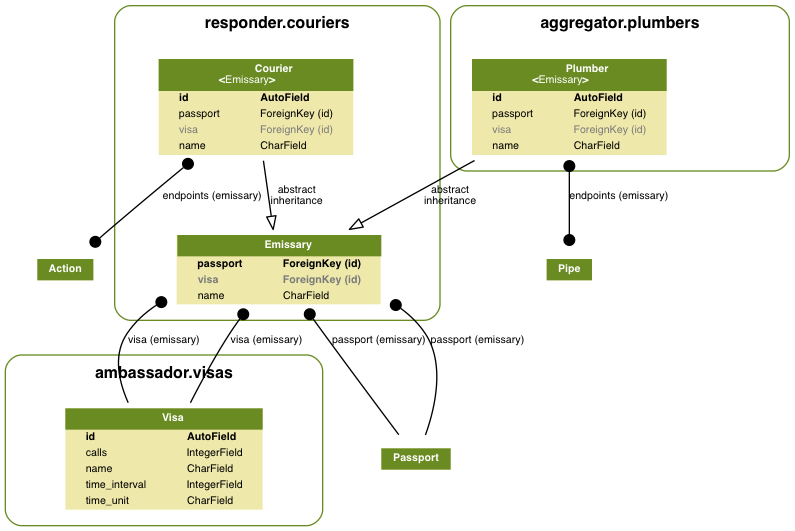 responder.couriers
aggregator.plumbers
Courier
<Emissary>
id AutoField
passport ForeignKey (id)
visa ForeignKey (id)
name CharField
Plumber
<Emissary>
id AutoField
passport ForeignKey (id)
visa ForeignKey (id)
name CharField
endpoints (emissary)
abstract
inheritance
abstract
inheritance
endpoints (emissary)
Action
Emissary
passport ForeignKey (id)
visa ForeignKey (id)
name CharField
Pipe
visa (emissary)
visa (emissary)
passport (emissary)
passport (emissary)
ambassador.visas
Visa
id AutoField
calls IntegerField
name CharField
time_interval IntegerField
time_unit CharField
Passport